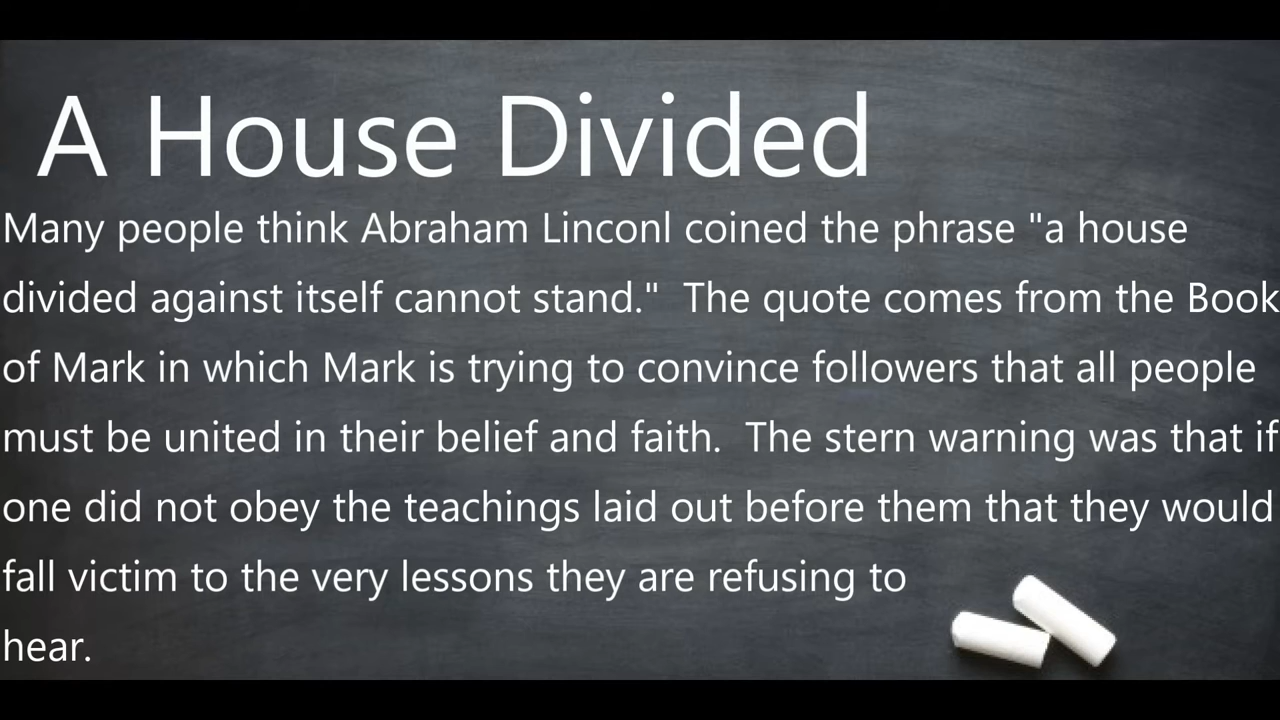 A House Divided
Many people think Abraham Linconl coined the phrase "a house
divided against itself cannot stand."  The quote comes from the Book
of Mark in which Mark is trying to convince followers that all people
must be united in their belief and faith.  The stern warning was that if
one did not obey the teachings laid out before them that they would
fall victim to the very lessons they are refusing to
hear.